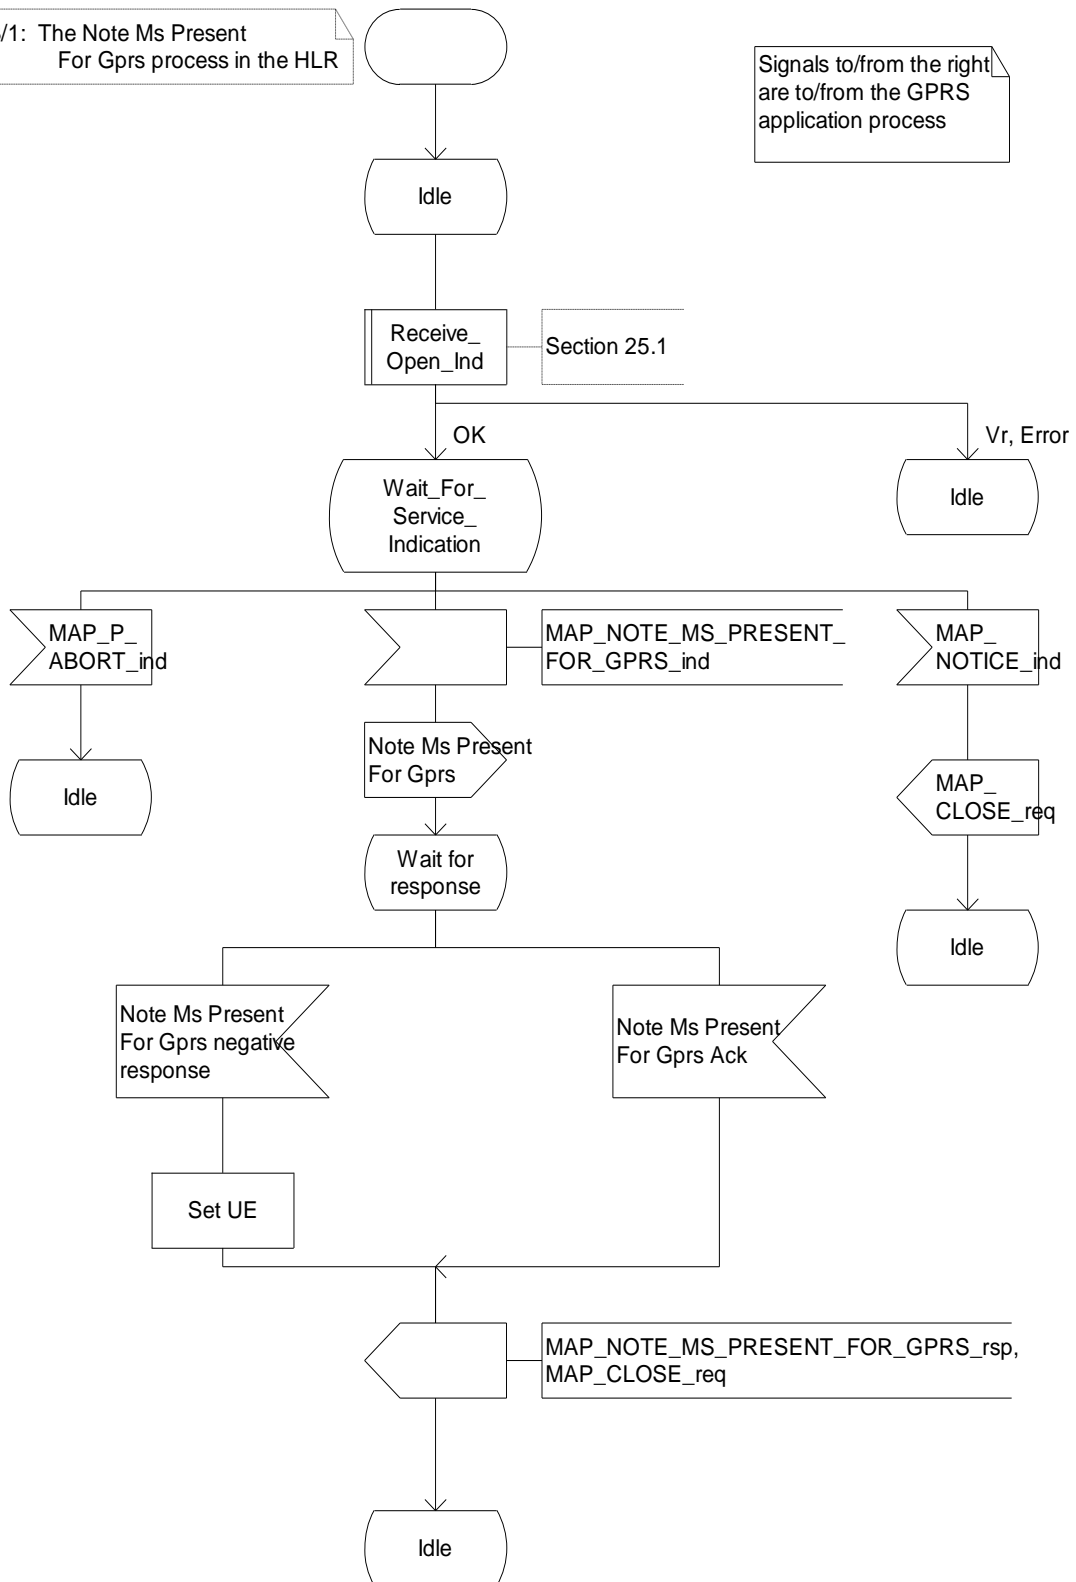 /1: The Note Ms Present
For Gprs process in the HLR
Signals to/from the right
are to/from the GPRS
application process
Idle
Receive_
Open_Ind
Section 25.1
OK
Vr, Error
Wait_For_
Service_
Indication
Idle
MAP_P_
ABORT_ind
MAP_NOTE_MS_PRESENT_
FOR_GPRS_ind
MAP_
NOTICE_ind
Note Ms Present
For Gprs
Idle
MAP_
CLOSE_req
Wait for
response
Idle
Note Ms Present
For Gprs negative
response
Note Ms Present
For Gprs Ack
Set UE
MAP_NOTE_MS_PRESENT_FOR_GPRS_rsp,
MAP_CLOSE_req
Idle